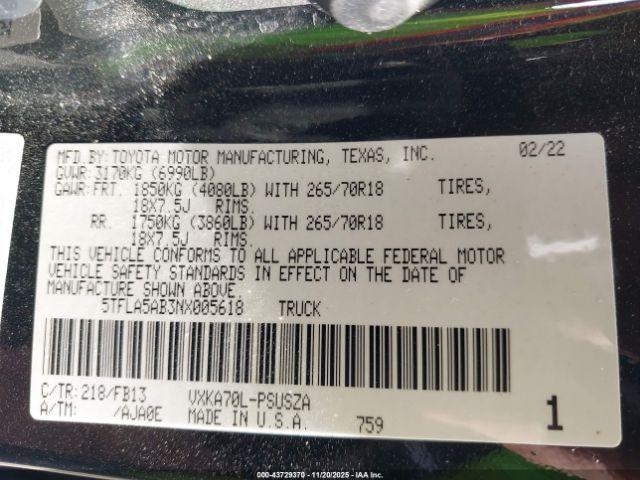 MFD.BY:TOYOTA MOTOR MANUFACTURING, TEXAS, INC. 02/22
GVWR:3170KG (6990LB)
GAWR:FRT. 1850KG (4080LB) WITH 265/70R18 TIRES,
18X7.5J RIMS.
RR. 1750KG (3860LB) WITH 265/70R18 TIRES,
18X7.5J RIMS.
THIS VEHICLE CONFORMS TO ALL APPLICABLE FEDERAL MOTOR
VEHICLE SAFETY STANDARDS IN EFFECT ON THE DATE OF
MANUFACTURE SHOWN ABOVE.
5TFLA5AB3NX005618 TRUCK
C/TR:218/FB13 VXKA70L-PSUSZA
A/TM: /AJA0E MADE IN U.S.A. 759 1
000-43729370 - 11/20/2025 - IAA Inc.